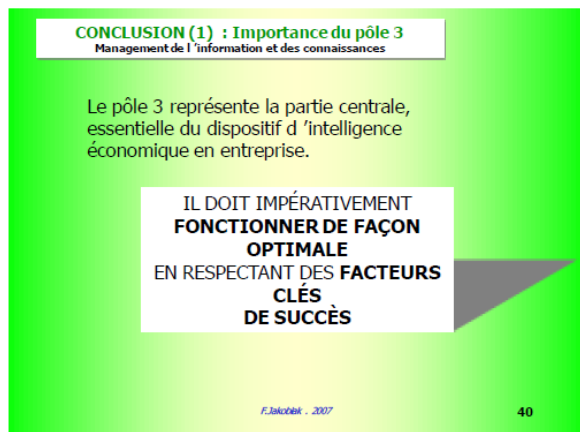 CONCLUSION (1) : Importance du pôle 3
Management de l ’information et des connaissances
Le pôle 3 représente la partie centrale,
essentielle du dispositif d ’intelligence
économique en entreprise.
IL DOIT IMPÉRATIVEMENT
FONCTIONNER DE FAÇON
OPTIMALE
EN RESPECTANT DES FACTEURS
CLÉS
DE SUCCÈS
F.Jakobiak . 2007
40